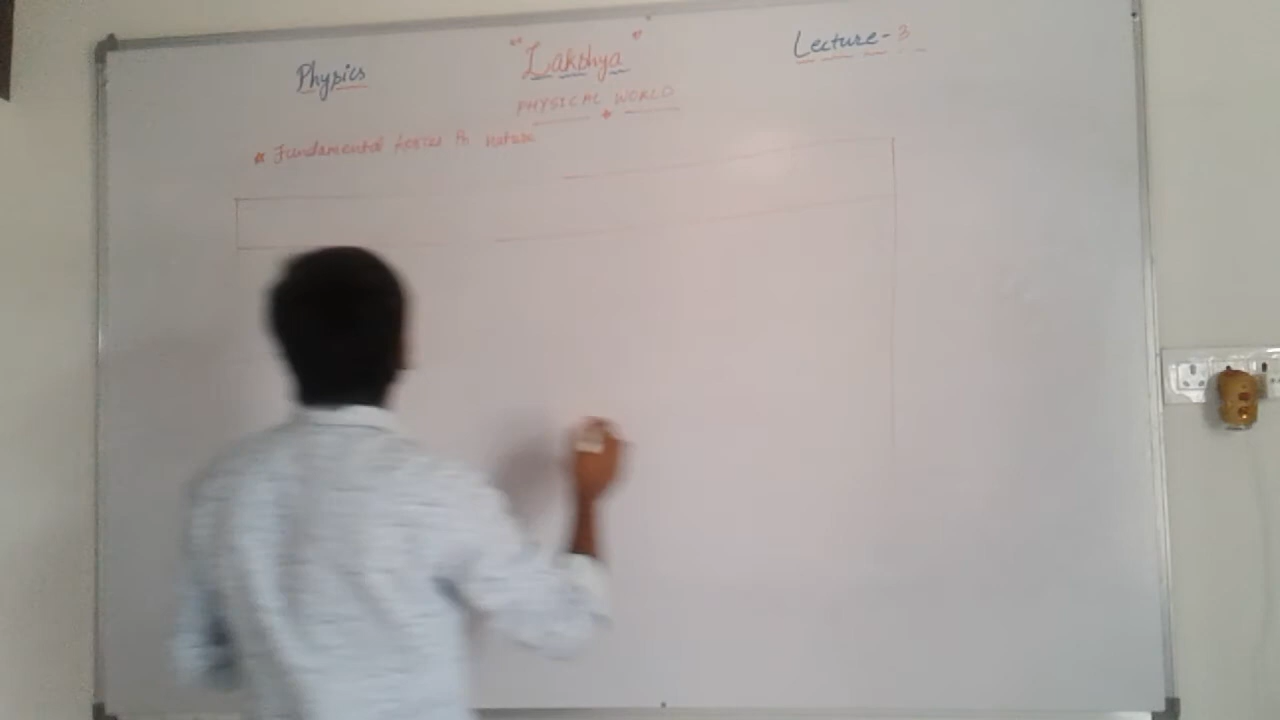 Physics "Lakshya" Lecture-3
PHYSICAL WORLD
* Fundamental forces in nature